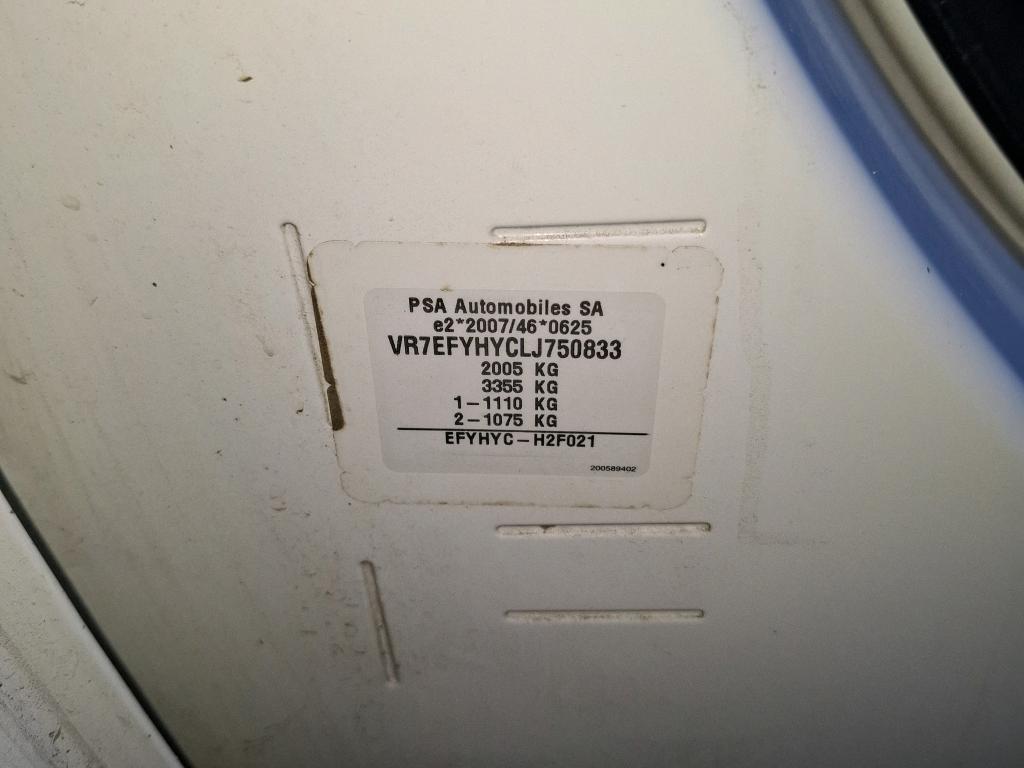 PSA Automobiles SA
e2*2007/46*0625
VR7EFYHYCLJ750833
2005 KG
3355 KG
1-1110 KG
2-1075 KG
EFYHYC-H2F021
200589402